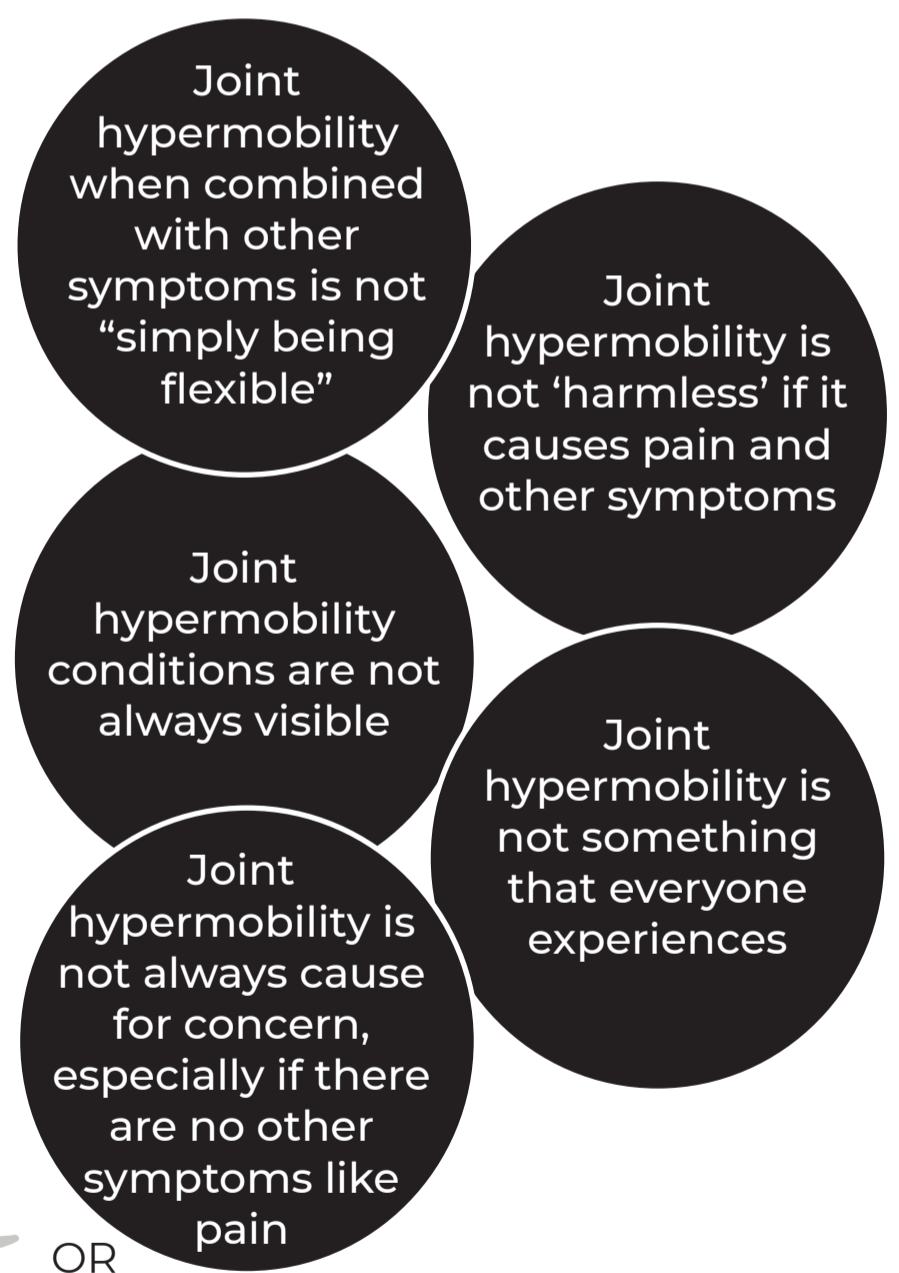 Joint
hypermobility
when combined
with other
symptoms is not
“simply being
flexible”
Joint
hypermobility is
not ‘harmless’ if it
causes pain and
other symptoms
Joint
hypermobility
conditions are not
always visible
Joint
hypermobility is
not something
that everyone
experiences
Joint
hypermobility is
not always cause
for concern,
especially if there
are no other
symptoms like
pain
OR